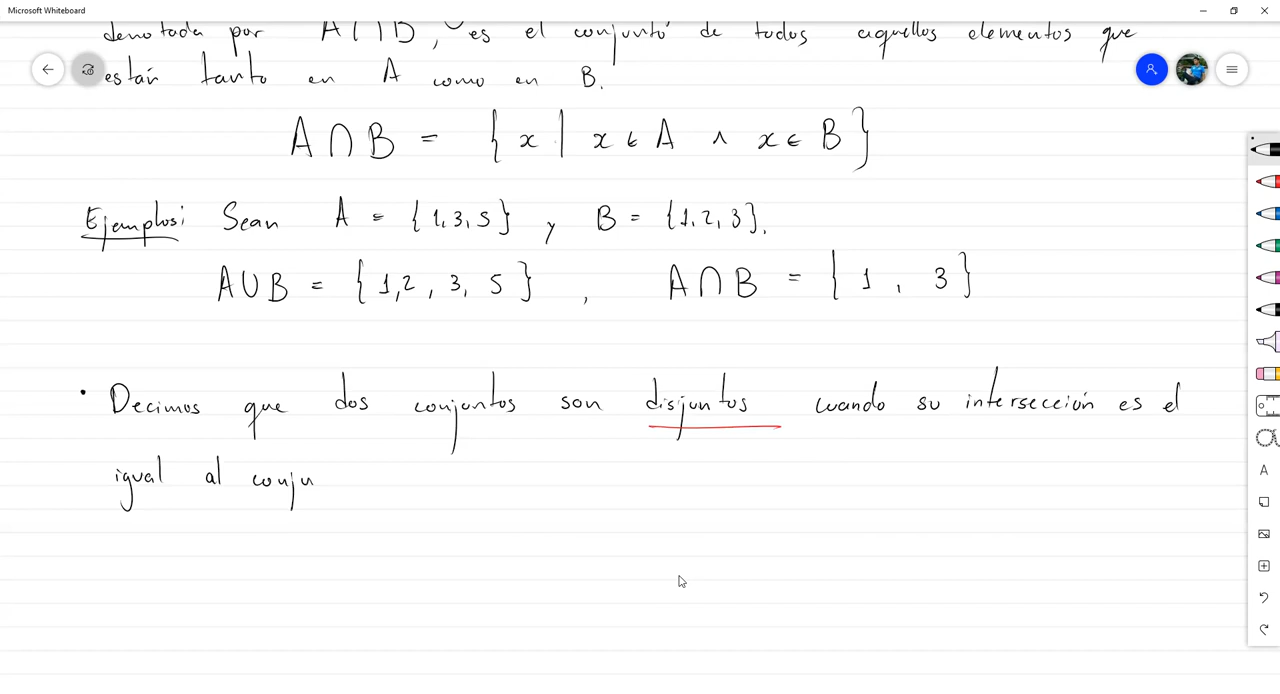 Microsoft Whiteboard
denotada por A∩B, es el conjunto de todos aquellos elementos que
están tanto en A como en B.
A∩B = { x | x ∈ A ∧ x ∈ B }
Ejemplos: Sean A = {1, 3, 5} y B = {1, 2, 3}.
A∪B = {1, 2, 3, 5} , A∩B = {1, 3}
· Decimos que dos conjuntos son disjuntos cuando su intersección es el
igual al conju
A